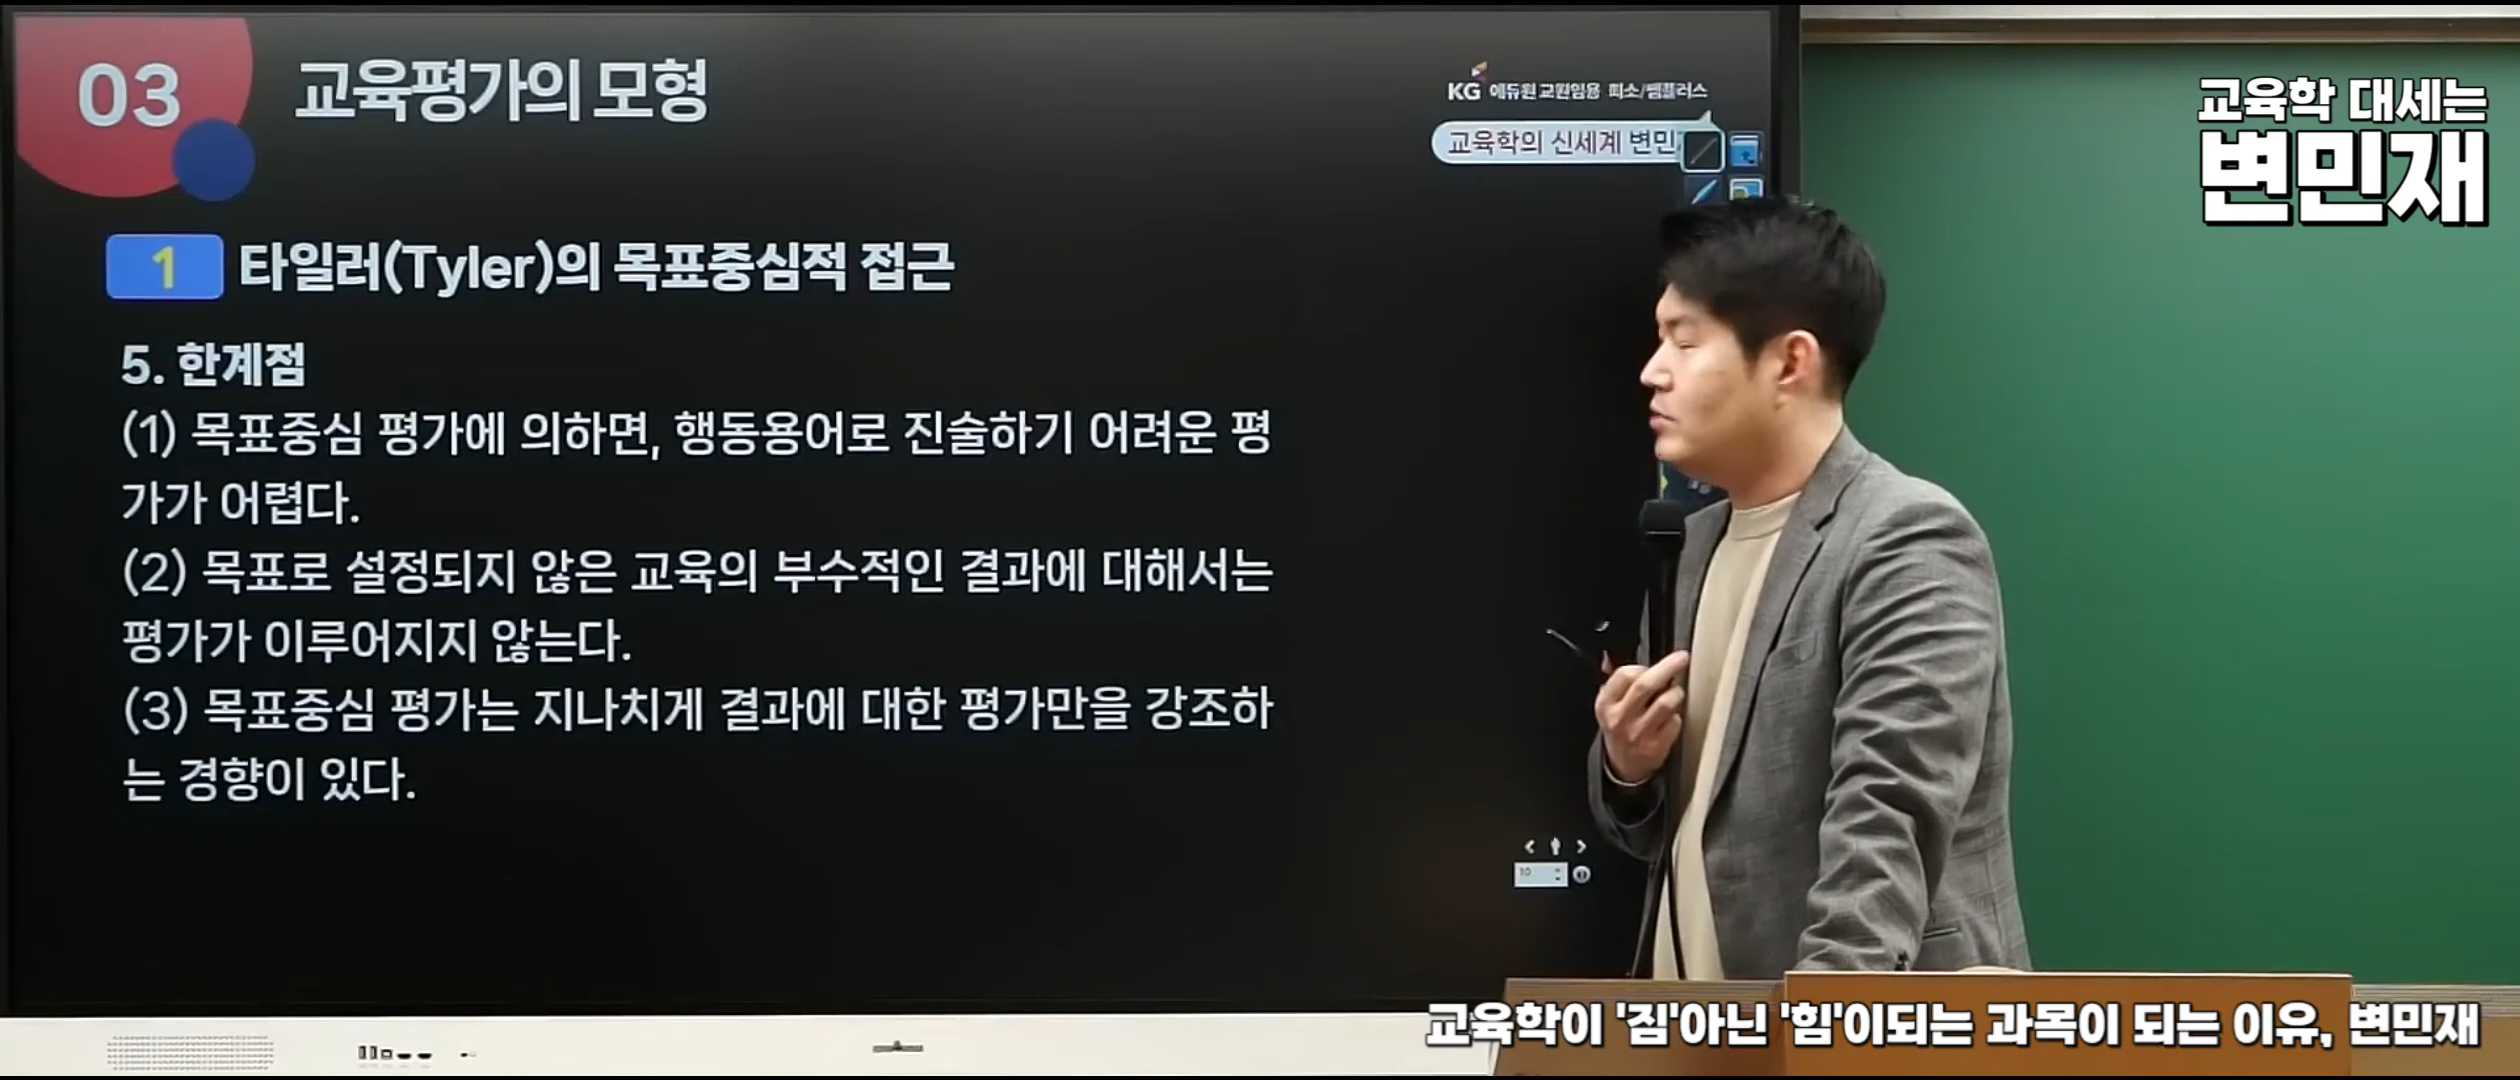 03
교육평가의 모형
KG 에듀원 교원임용 희소/쌤플러스
교육학의 신세계 변민
교육학 대세는
변민재
1 타일러(Tyler)의 목표중심적 접근
5. 한계점
(1) 목표중심 평가에 의하면, 행동용어로 진술하기 어려운 평
가가 어렵다.
(2) 목표로 설정되지 않은 교육의 부수적인 결과에 대해서는
평가가 이루어지지 않는다.
(3) 목표중심 평가는 지나치게 결과에 대한 평가만을 강조하
는 경향이 있다.
10
교육학이 '짐'아닌 '힘'이되는 과목이 되는 이유, 변민재